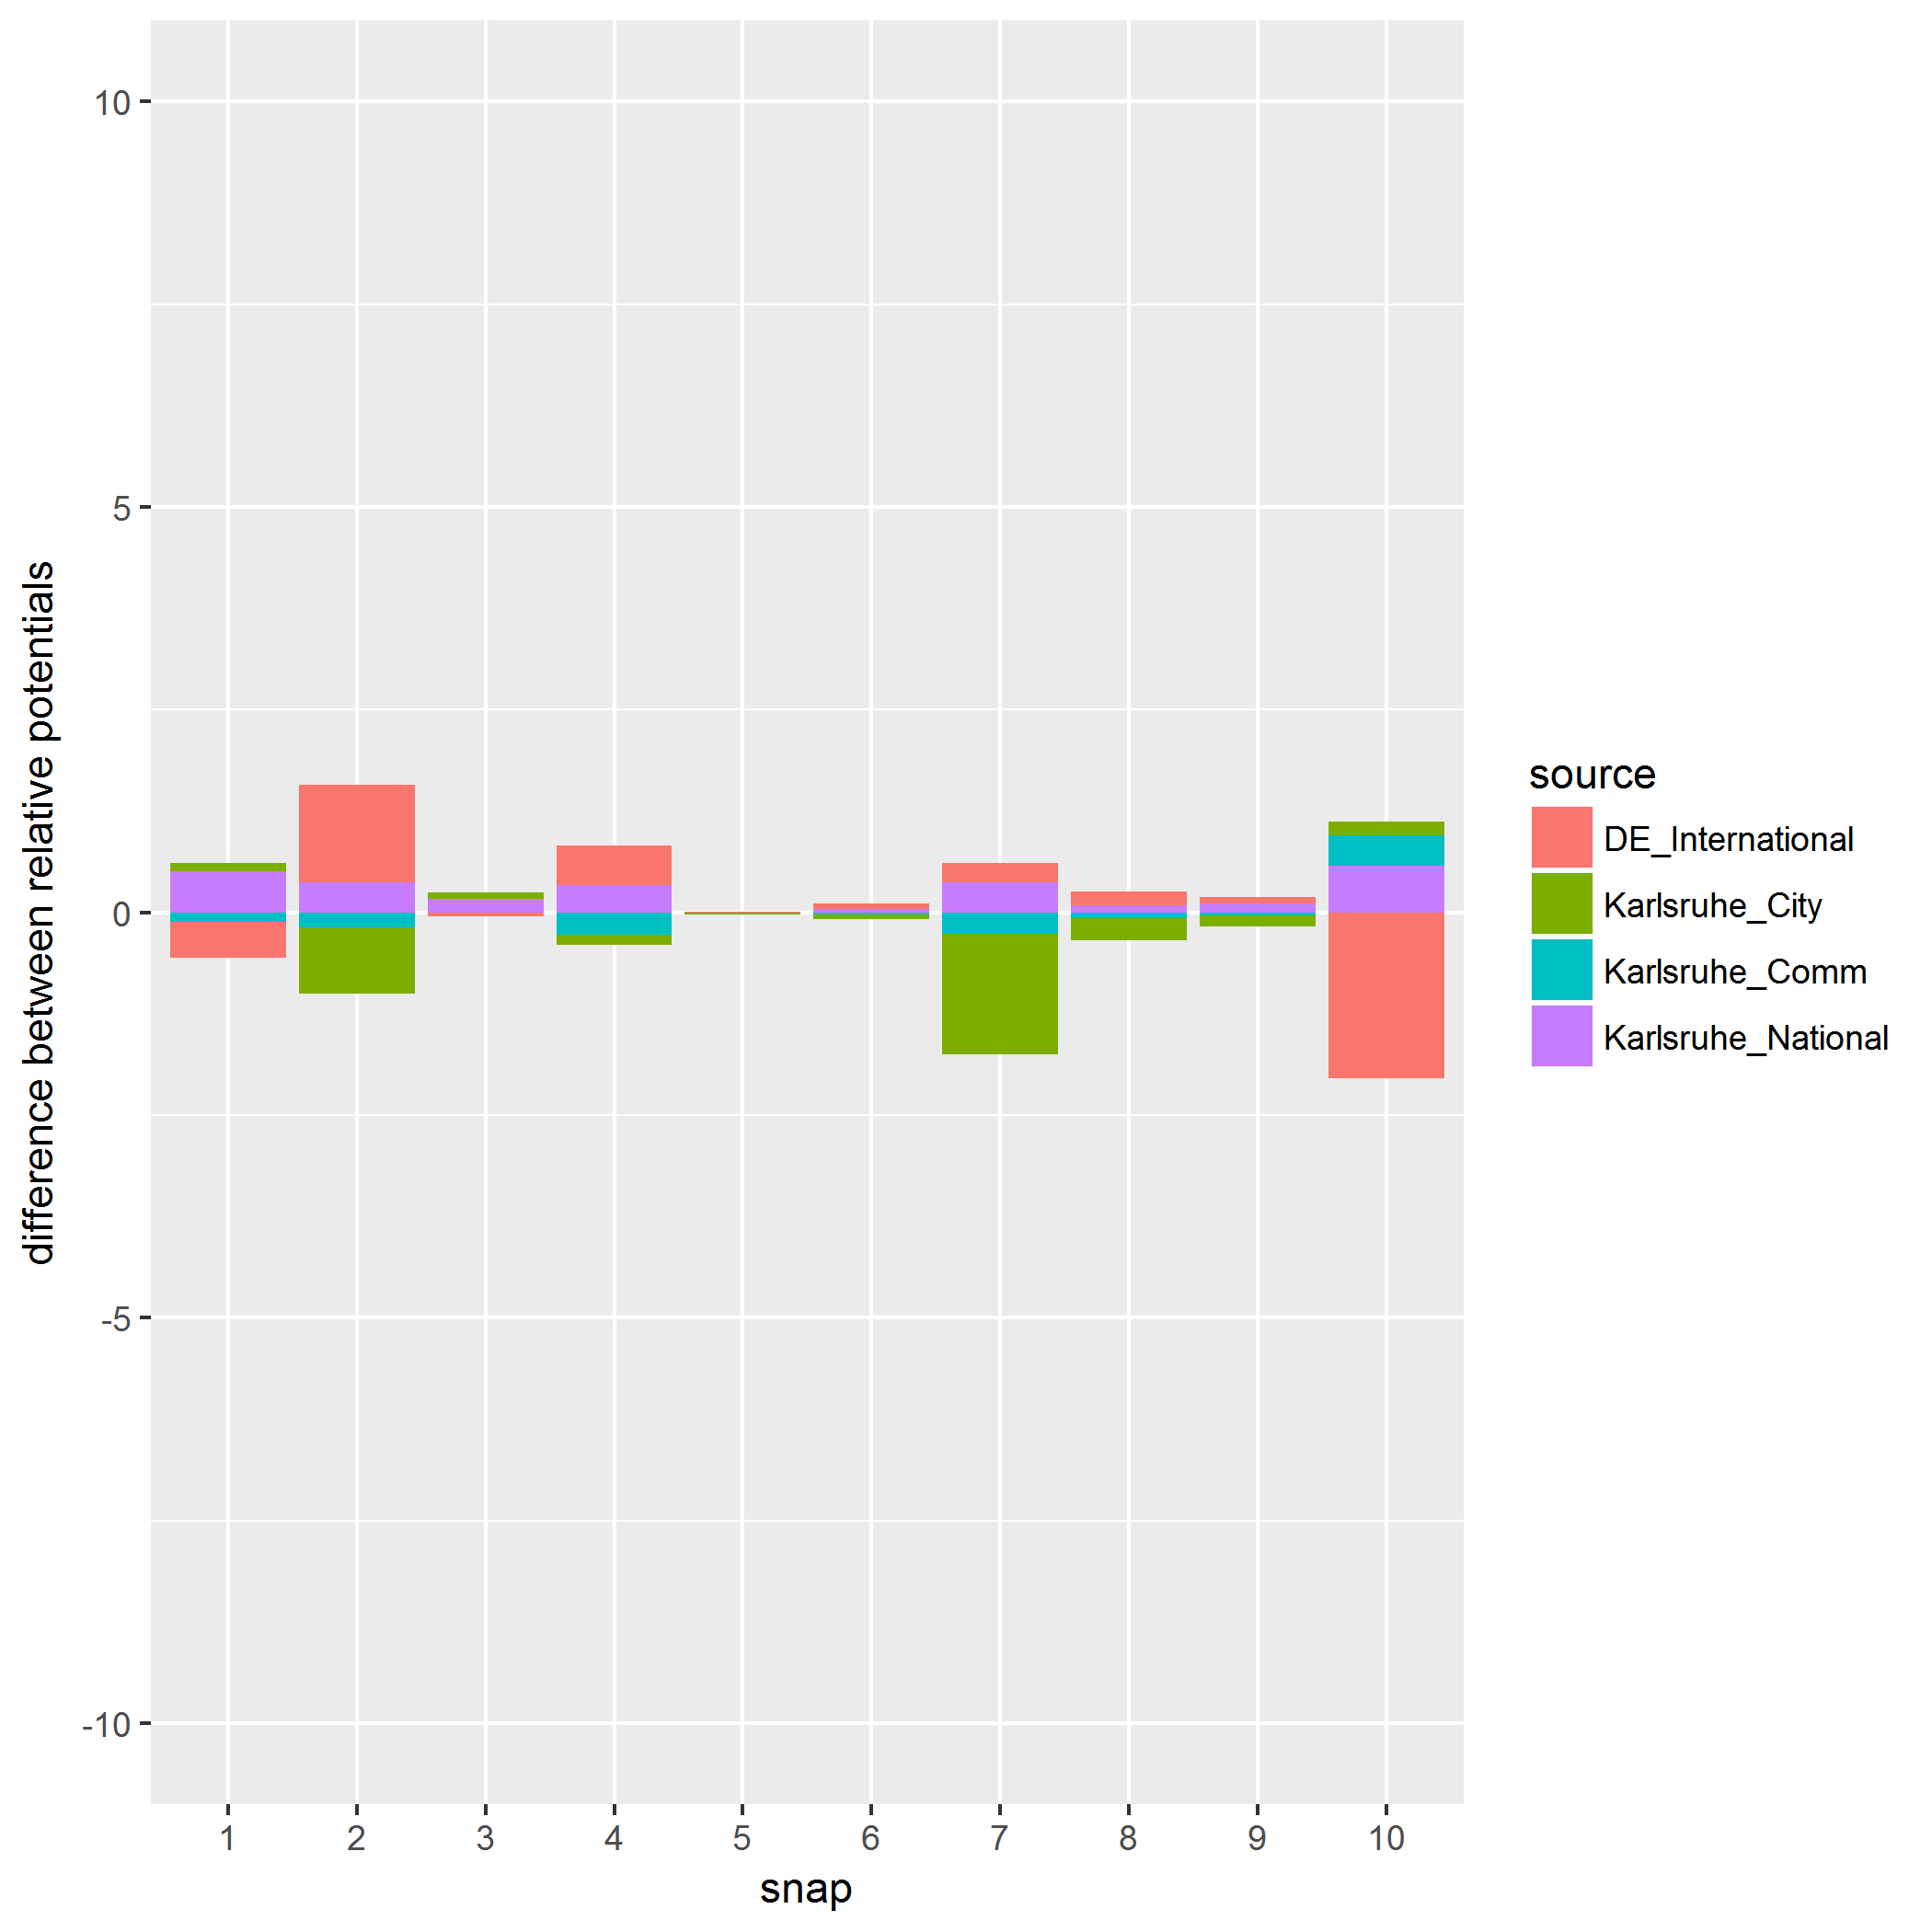 difference between relative potentials
10
5
0
-5
-10
1 2 3 4 5 6 7 8 9 10
snap
source
DE_International
Karlsruhe_City
Karlsruhe_Comm
Karlsruhe_National